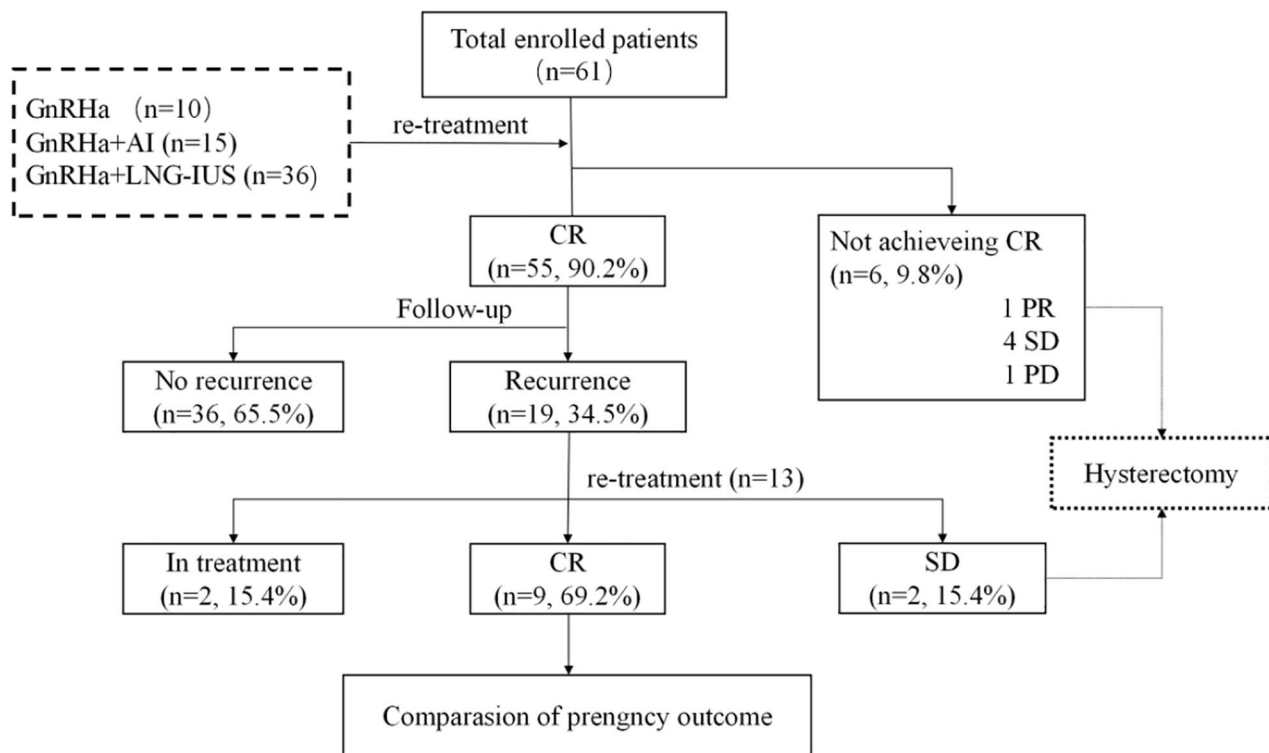 Total enrolled patients
(n=61)
GnRHa (n=10)
GnRHa+AI (n=15)
GnRHa+LNG-IUS (n=36)
re-treatment
CR
(n=55, 90.2%)
Not achieveing CR
(n=6, 9.8%)
1 PR
4 SD
1 PD
Follow-up
No recurrence
(n=36, 65.5%)
Recurrence
(n=19, 34.5%)
Hysterectomy
re-treatment (n=13)
In treatment
(n=2, 15.4%)
CR
(n=9, 69.2%)
SD
(n=2, 15.4%)
Comparasion of prengncy outcome